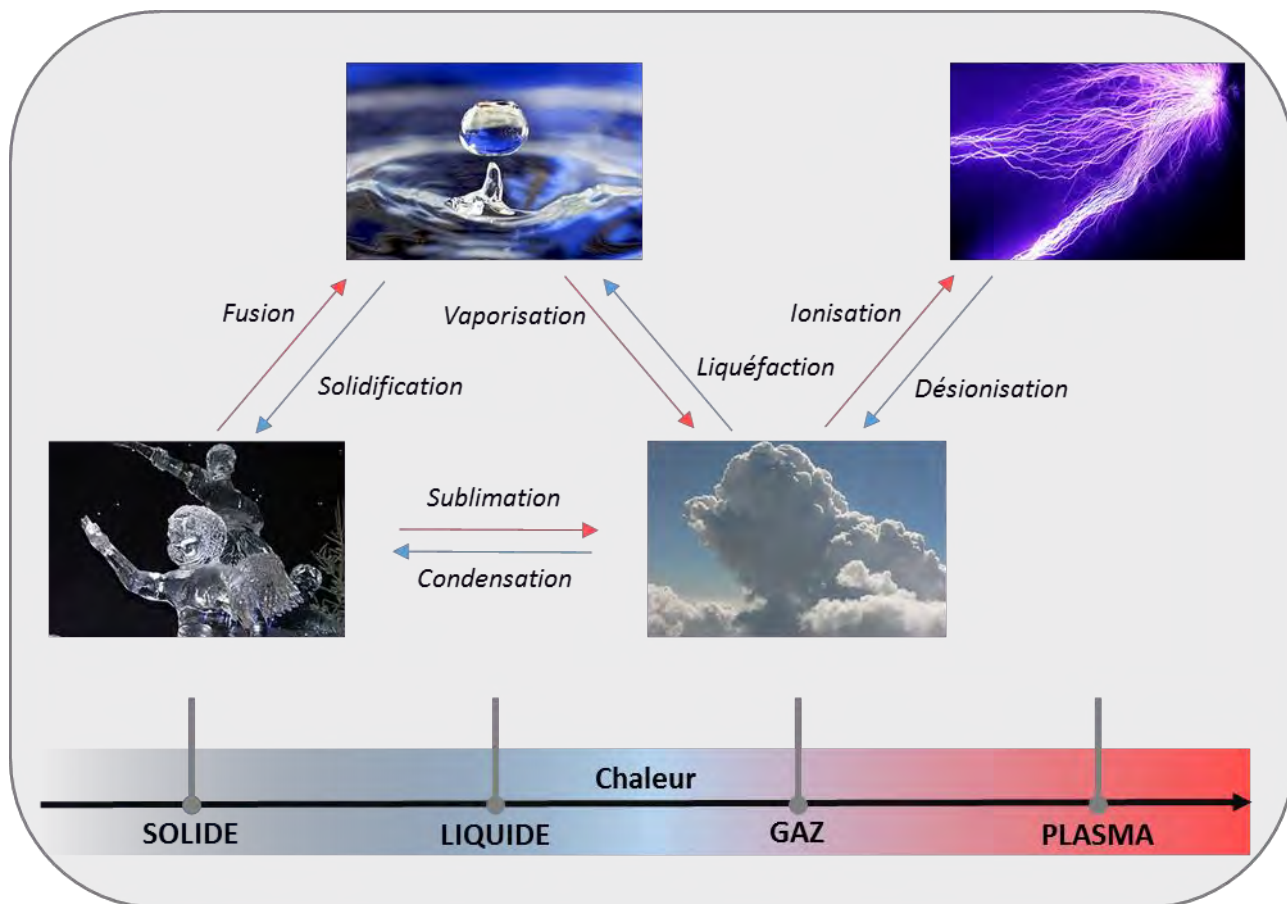 Fusion
Vaporisation
Ionisation
Solidification
Liquéfaction
Désionisation
Sublimation
Condensation
Chaleur
SOLIDE
LIQUIDE
GAZ
PLASMA